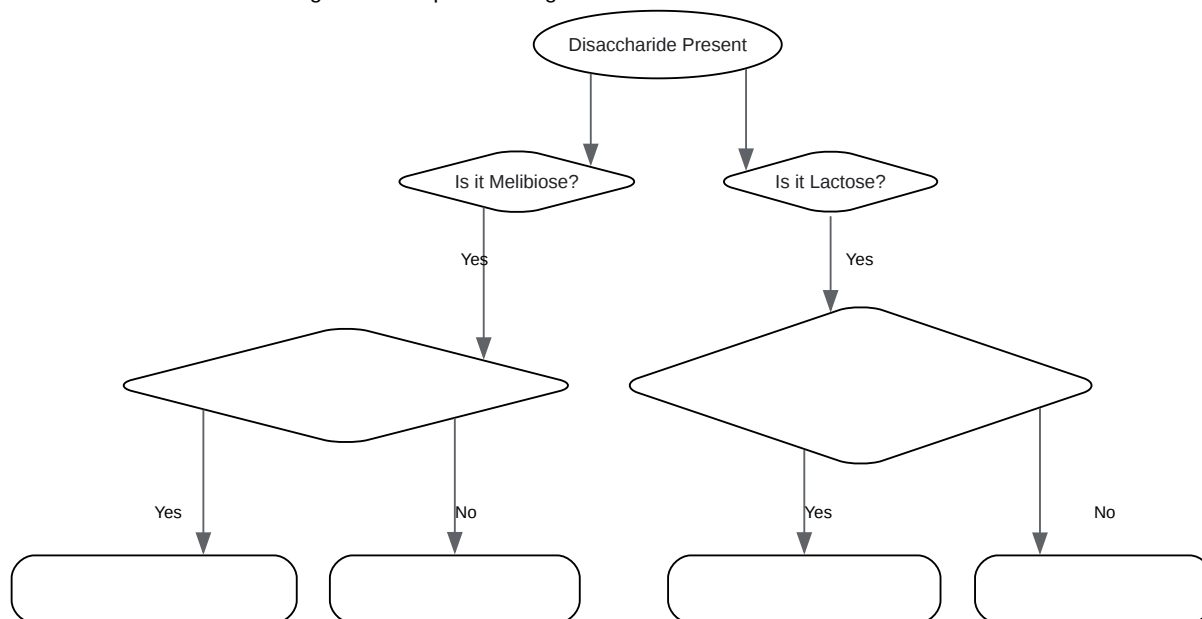 Disaccharide Present
Is it Melibiose?
Is it Lactose?
Yes
Yes
Yes
No
Yes
No